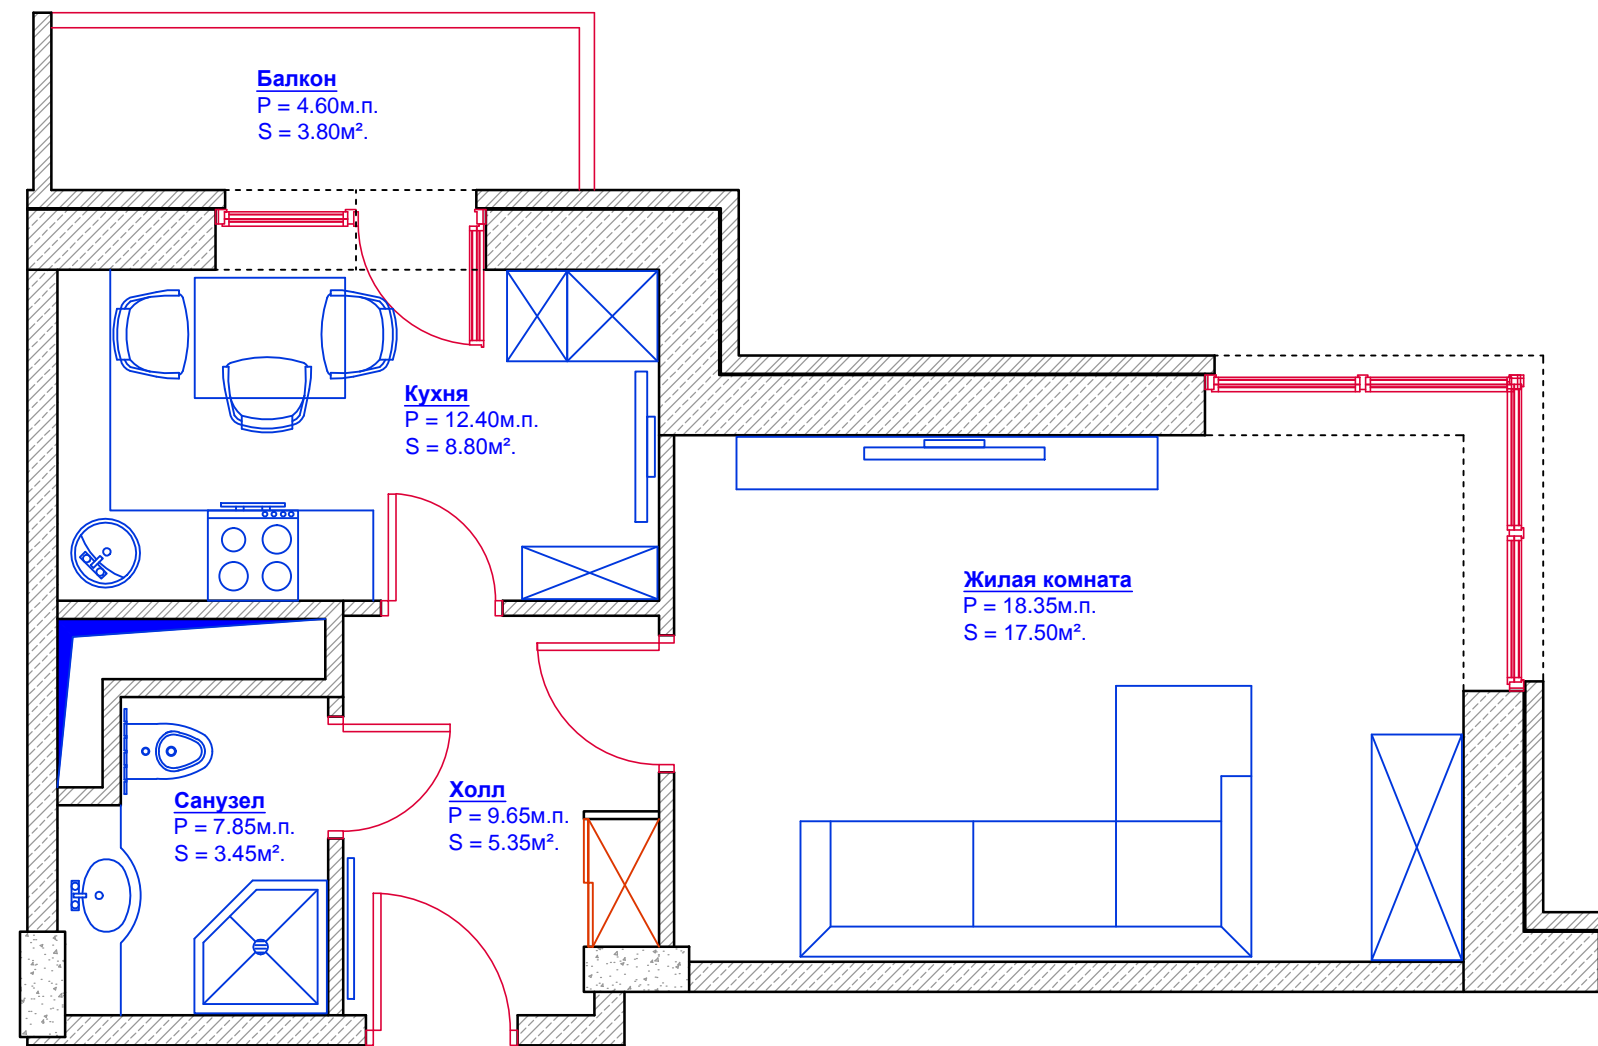 Балкон
P = 4.60м.п.
S = 3.80м².
Кухня
P = 12.40м.п.
S = 8.80м².
Жилая комната
P = 18.35м.п.
S = 17.50м².
Санузел
P = 7.85м.п.
S = 3.45м².
Холл
P = 9.65м.п.
S = 5.35м².